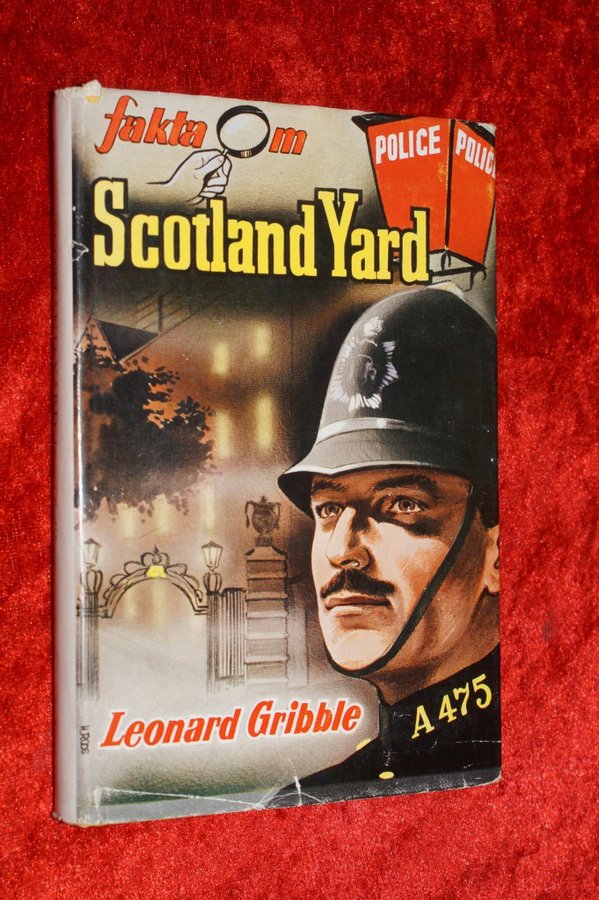 fakta om
POLICE
POLICE
Scotland Yard
Leonard Gribble
A 475